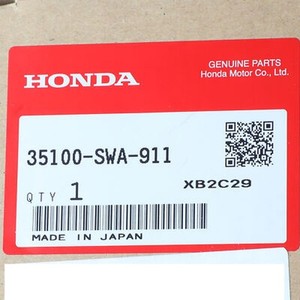 HONDA
GENUINE PARTS
Honda Motor Co., Ltd.
35100-SWA-911
QTY 1
XB2C29
MADE IN JAPAN